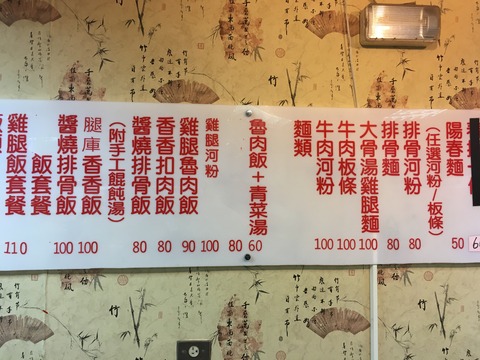 陽春麵 50
(任選河粉/板條)
排骨河粉 80
排骨麵 80
大骨湯雞腿麵 100
牛肉板條 100
牛肉河粉 100
麵類
魯肉飯+青菜湯 60
80
雞腿河粉 100
雞腿魯肉飯 90
香香扣肉飯 80
醬燒排骨飯 80
(附手工餛飩湯)
腿庫香香飯 100
醬燒排骨飯 100
飯套餐
雞腿飯套餐 110